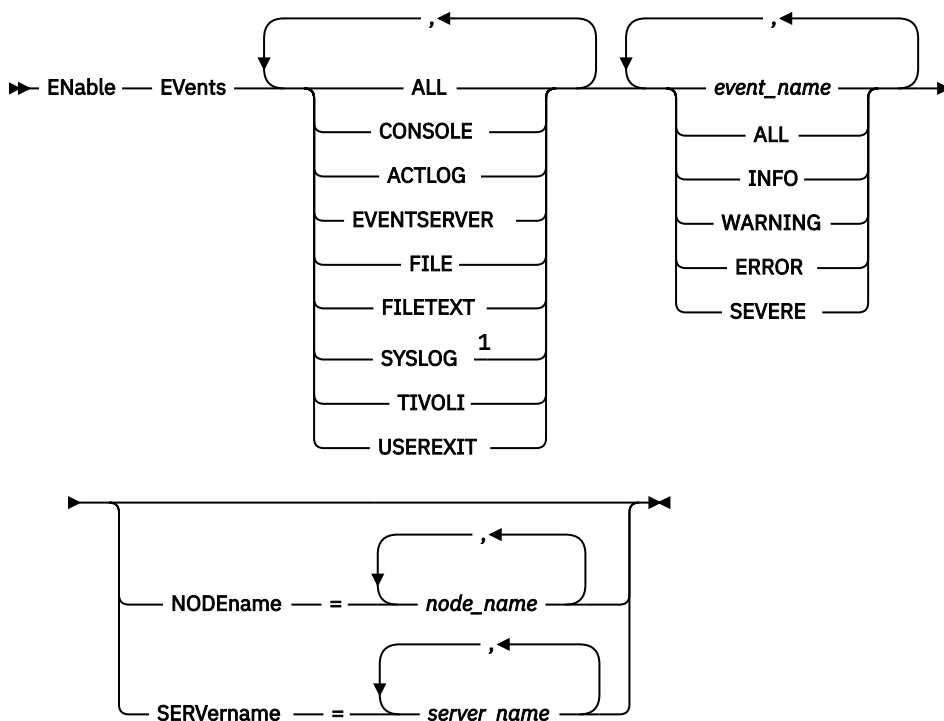 , ,
ENable EVents ALL event_name
CONSOLE ALL
ACTLOG INFO
EVENTSERVER WARNING
FILE ERROR
FILETEXT SEVERE
SYSLOG 1
TIVOLI
USEREXIT
,
NODEname = node_name
,
SERVername = server_name